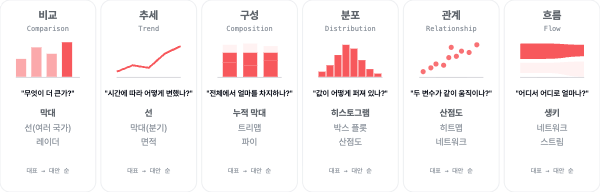 비교
Comparison
"무엇이 더 큰가?"
막대
선(여러 국가)
레이더
대표 → 대안 순
추세
Trend
"시간에 따라 어떻게 변했나?"
선
막대(분기)
면적
대표 → 대안 순
구성
Composition
"전체에서 얼마를 차지하나?"
누적 막대
트리맵
파이
대표 → 대안 순
분포
Distribution
"값이 어떻게 퍼져 있나?"
히스토그램
박스 플롯
산점도
대표 → 대안 순
관계
Relationship
"두 변수가 같이 움직이나?"
산점도
히트맵
네트워크
대표 → 대안 순
흐름
Flow
"어디서 어디로 얼마나?"
생키
네트워크
스트림
대표 → 대안 순